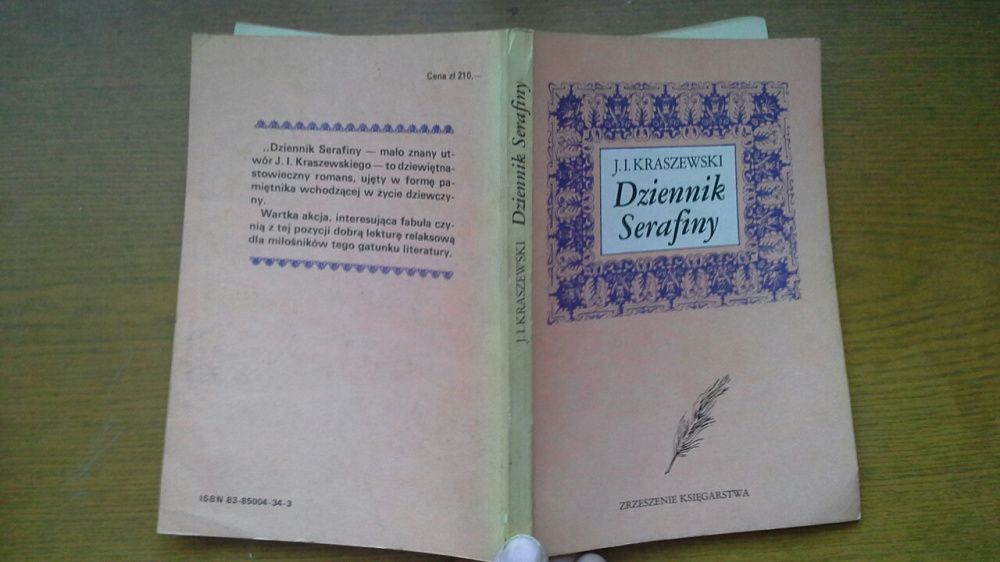 Cena zł 210,—
„Dziennik Serafiny — mało znany ut-
wór J. I. Kraszewskiego — to dziewiętna-
stowieczny romans, ujęty w formę pa-
miętnika wchodzącej w życie dziewczy-
ny.
Wartka akcja, interesująca fabuła czy-
nią z tej pozycji dobrą lekturę relaksową
dla miłośników tego gatunku literatury.
ISBN 83-85004-34-3
J. I. KRASZEWSKI Dziennik Serafiny
J. I. KRASZEWSKI
Dziennik
Serafiny
ZRZESZENIE KSIĘGARSTWA